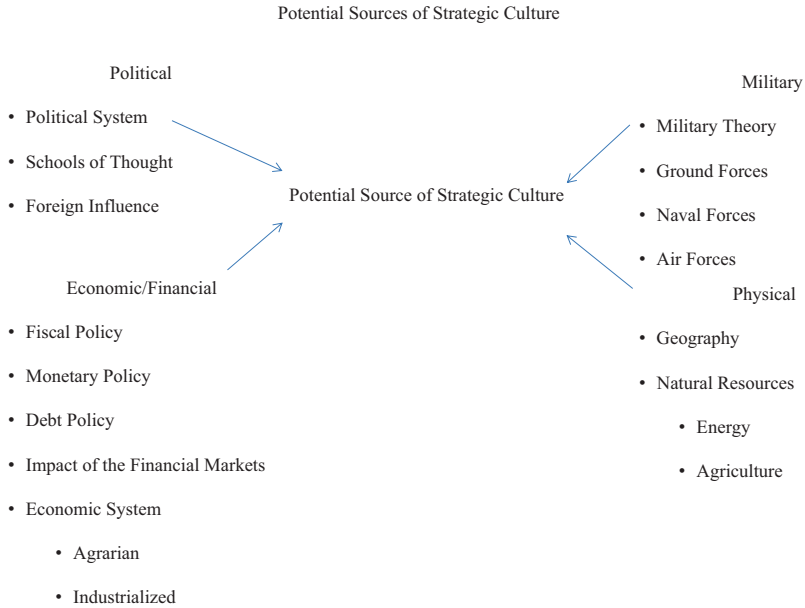 Potential Sources of Strategic Culture
Political
• Political System
• Schools of Thought
• Foreign Influence
Economic/Financial
• Fiscal Policy
• Monetary Policy
• Debt Policy
• Impact of the Financial Markets
• Economic System
• Agrarian
• Industrialized
Potential Source of Strategic Culture
Military
• Military Theory
• Ground Forces
• Naval Forces
• Air Forces
Physical
• Geography
• Natural Resources
• Energy
• Agriculture